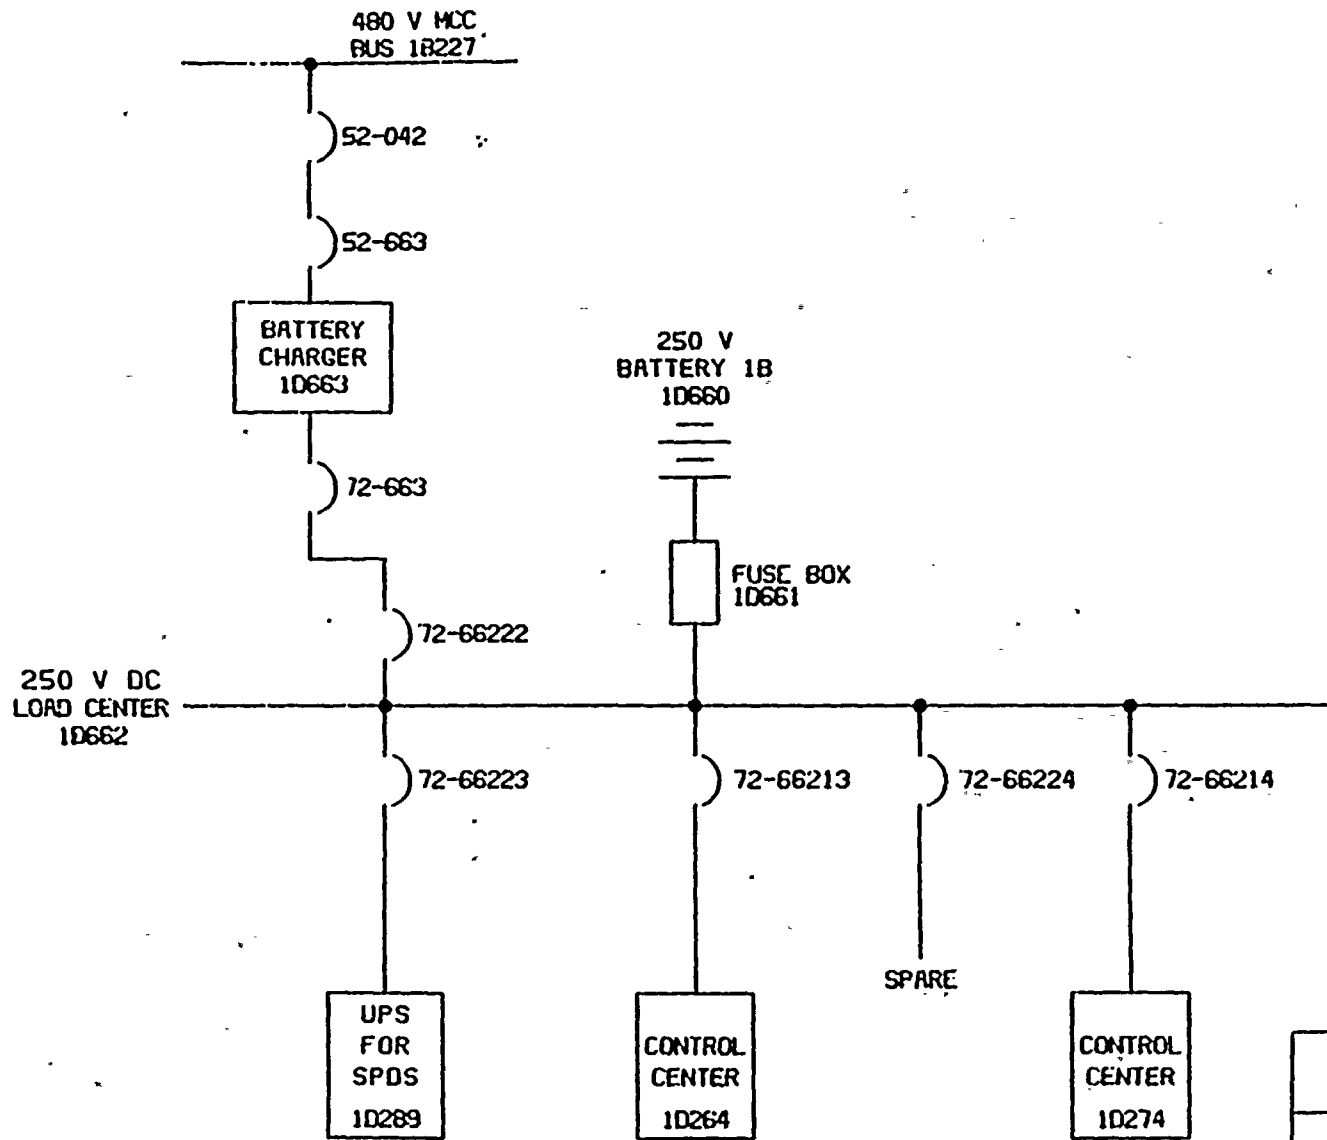 480 V MCC
BUS 1B227
52-042
52-663
BATTERY
CHARGER
1D663
250 V
BATTERY 1B
1D660
72-663
FUSE BOX
1D661
72-66222
250 V DC
LOAD CENTER
1D662
72-66223
72-66213
72-66224
72-66214
SPARE
UPS
FOR
SPDS
1D289
CONTROL
CENTER
1D264
CONTROL
CENTER
1D274